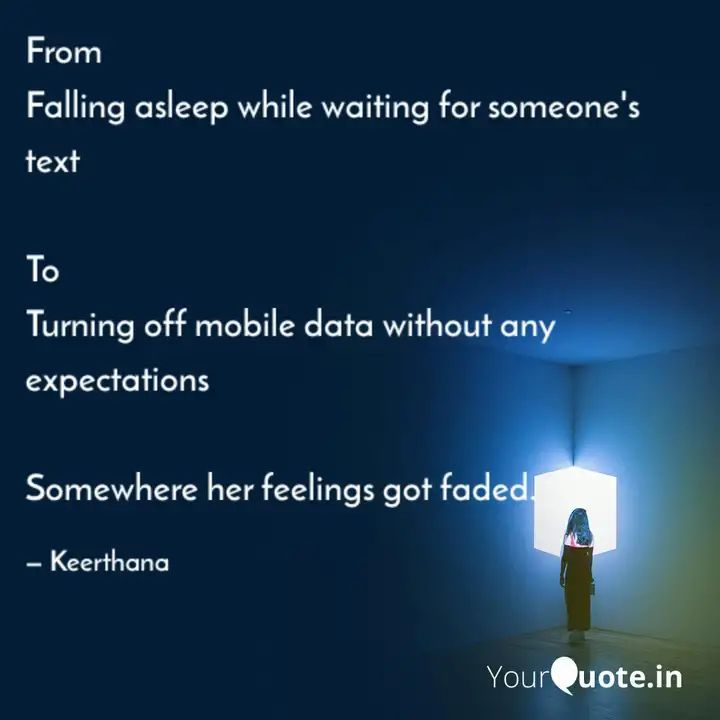 From
Falling asleep while waiting for someone's
text
To
Turning off mobile data without any
expectations
Somewhere her feelings got faded.
– Keerthana
YourQuote.in